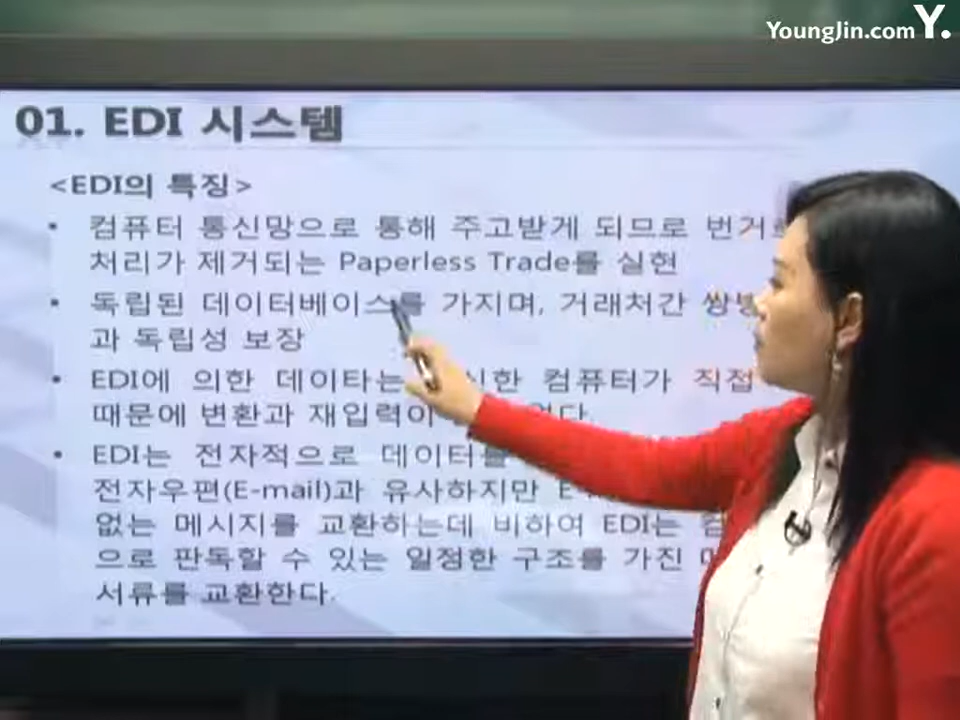 YoungJin.com Y.
01. EDI 시스템
<EDI의 특징>
• 컴퓨터 통신망으로 통해 주고받게 되므로
처리가 제거되는 Paperless Trade를 실현
• 독립된 데이터베이스를 가지며, 거래처간
과 독립성 보장
• EDI에 의한 데이타는 컴퓨터가 직접
때문에 변환과 재입력이
• EDI는 전자적으로 데이터를
전자우편(E-mail)과 유사하지만
없는 메시지를 교환하는데 비하여 EDI는
으로 판독할 수 있는 일정한 구조를 가진
서류를 교환한다.